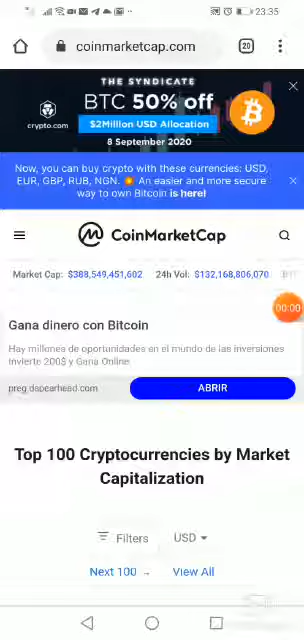 23:35
coinmarketcap.com
20
THE SYNDICATE
BTC 50% off
crypto.com
$2Million USD Allocation
8 September 2020
Now, you can buy crypto with these currencies: USD,
EUR, GBP, RUB, NGN. An easier and more secure
way to own Bitcoin is here!
CoinMarketCap
Market Cap: $388,549,451,602 24h Vol: $132,168,806,070
00:00
Gana dinero con Bitcoin
Hay millones de oportunidades en el mundo de las inversiones
Invierte 200$ y Gana Online
preg.dapearhead.com
ABRIR
Top 100 Cryptocurrencies by Market
Capitalization
Filters USD
Next 100 → View All